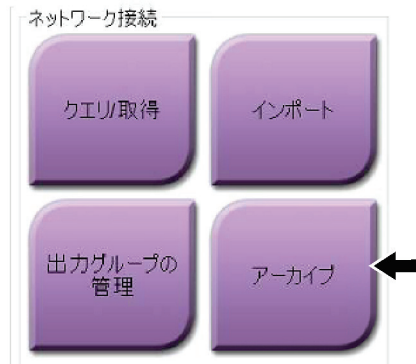 ネットワーク接続
クエリ/取得
インポート
出力グループの
管理
アーカイブ